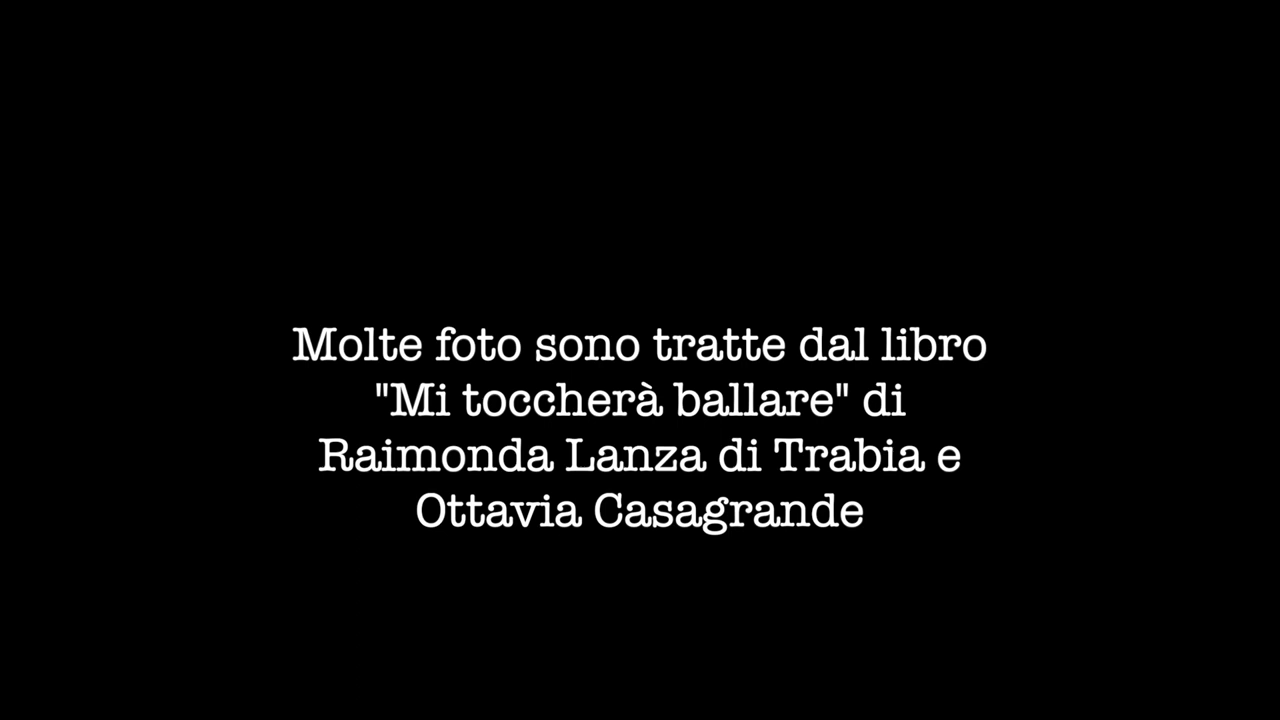 Molte foto sono tratte dal libro
"Mi toccherà ballare" di
Raimonda Lanza di Trabia e
Ottavia Casagrande